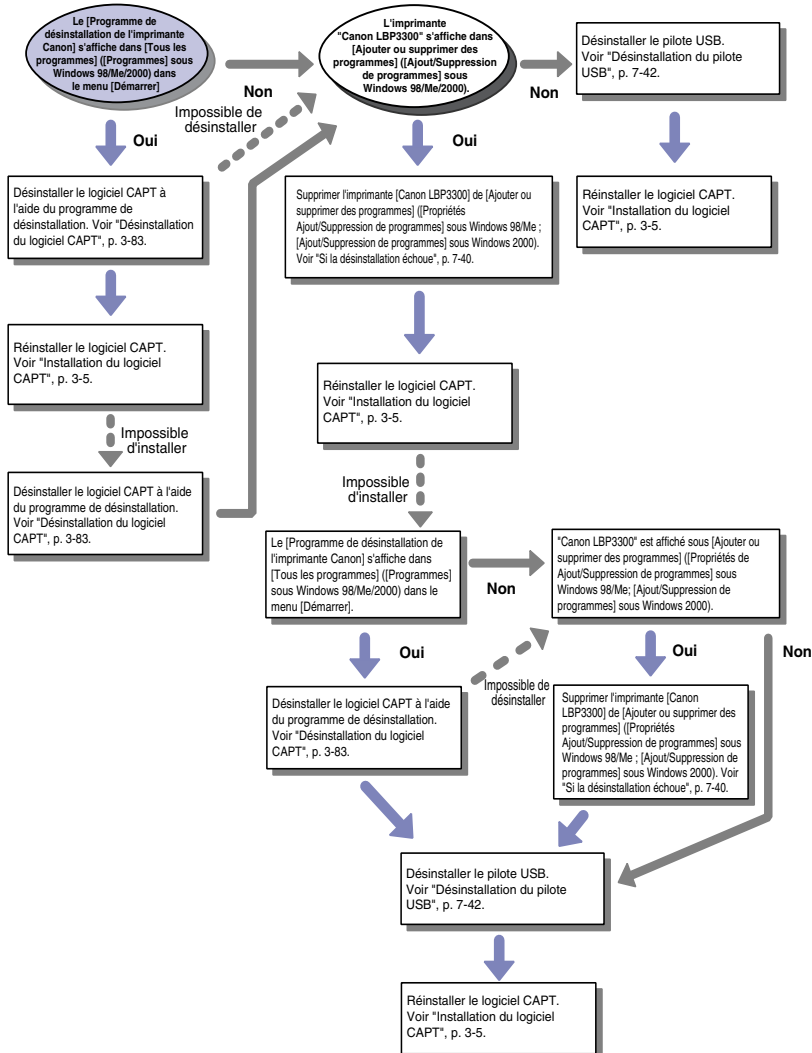 Le [Programme de
désinstallation de l'imprimante
Canon] s'affiche dans [Tous les
programmes] ([Programmes] sous
Windows 98/Me/2000) dans
le menu [Démarrer]
Non
L'imprimante
"Canon LBP3300" s'affiche dans
[Ajouter ou supprimer des
programmes] ([Ajout/Suppression
de programmes] sous
Windows 98/Me/2000).
Non
Désinstaller le pilote USB.
Voir "Désinstallation du pilote
USB", p. 7-42.
Impossible de
désinstaller
Oui
Oui
Désinstaller le logiciel CAPT à
l'aide du programme de
désinstallation. Voir "Désinstallation
du logiciel CAPT", p. 3-83.
Supprimer l'imprimante [Canon LBP3300] de [Ajouter ou
supprimer des programmes] ([Propriétés
Ajout/Suppression de programmes] sous Windows 98/Me ;
[Ajout/Suppression de programmes] sous Windows 2000).
Voir "Si la désinstallation échoue", p. 7-40.
Réinstaller le logiciel CAPT.
Voir "Installation du logiciel
CAPT", p. 3-5.
Réinstaller le logiciel CAPT.
Voir "Installation du logiciel
CAPT", p. 3-5.
Réinstaller le logiciel CAPT.
Voir "Installation du logiciel
CAPT", p. 3-5.
Impossible
d'installer
Désinstaller le logiciel CAPT à l'aide
du programme de désinstallation.
Voir "Désinstallation du logiciel
CAPT", p. 3-83.
Impossible
d'installer
Le [Programme de désinstallation de
l'imprimante Canon] s'affiche dans
[Tous les programmes] ([Programmes]
sous Windows 98/Me/2000) dans le
menu [Démarrer].
Non
"Canon LBP3300" est affiché sous [Ajouter ou
supprimer des programmes] ([Propriétés de
Ajout/Suppression de programmes] sous
Windows 98/Me; [Ajout/Suppression de
programmes] sous Windows 2000).
Oui
Oui
Non
Impossible de
désinstaller
Désinstaller le logiciel CAPT à l'aide
du programme de désinstallation.
Voir "Désinstallation du logiciel
CAPT", p. 3-83.
Supprimer l'imprimante [Canon
LBP3300] de [Ajouter ou supprimer des
programmes] ([Propriétés
Ajout/Suppression de programmes] sous
Windows 98/Me ; [Ajout/Suppression de
programmes] sous Windows 2000). Voir
"Si la désinstallation échoue", p. 7-40.
Désinstaller le pilote USB.
Voir "Désinstallation du pilote
USB", p. 7-42.
Réinstaller le logiciel CAPT.
Voir "Installation du logiciel
CAPT", p. 3-5.